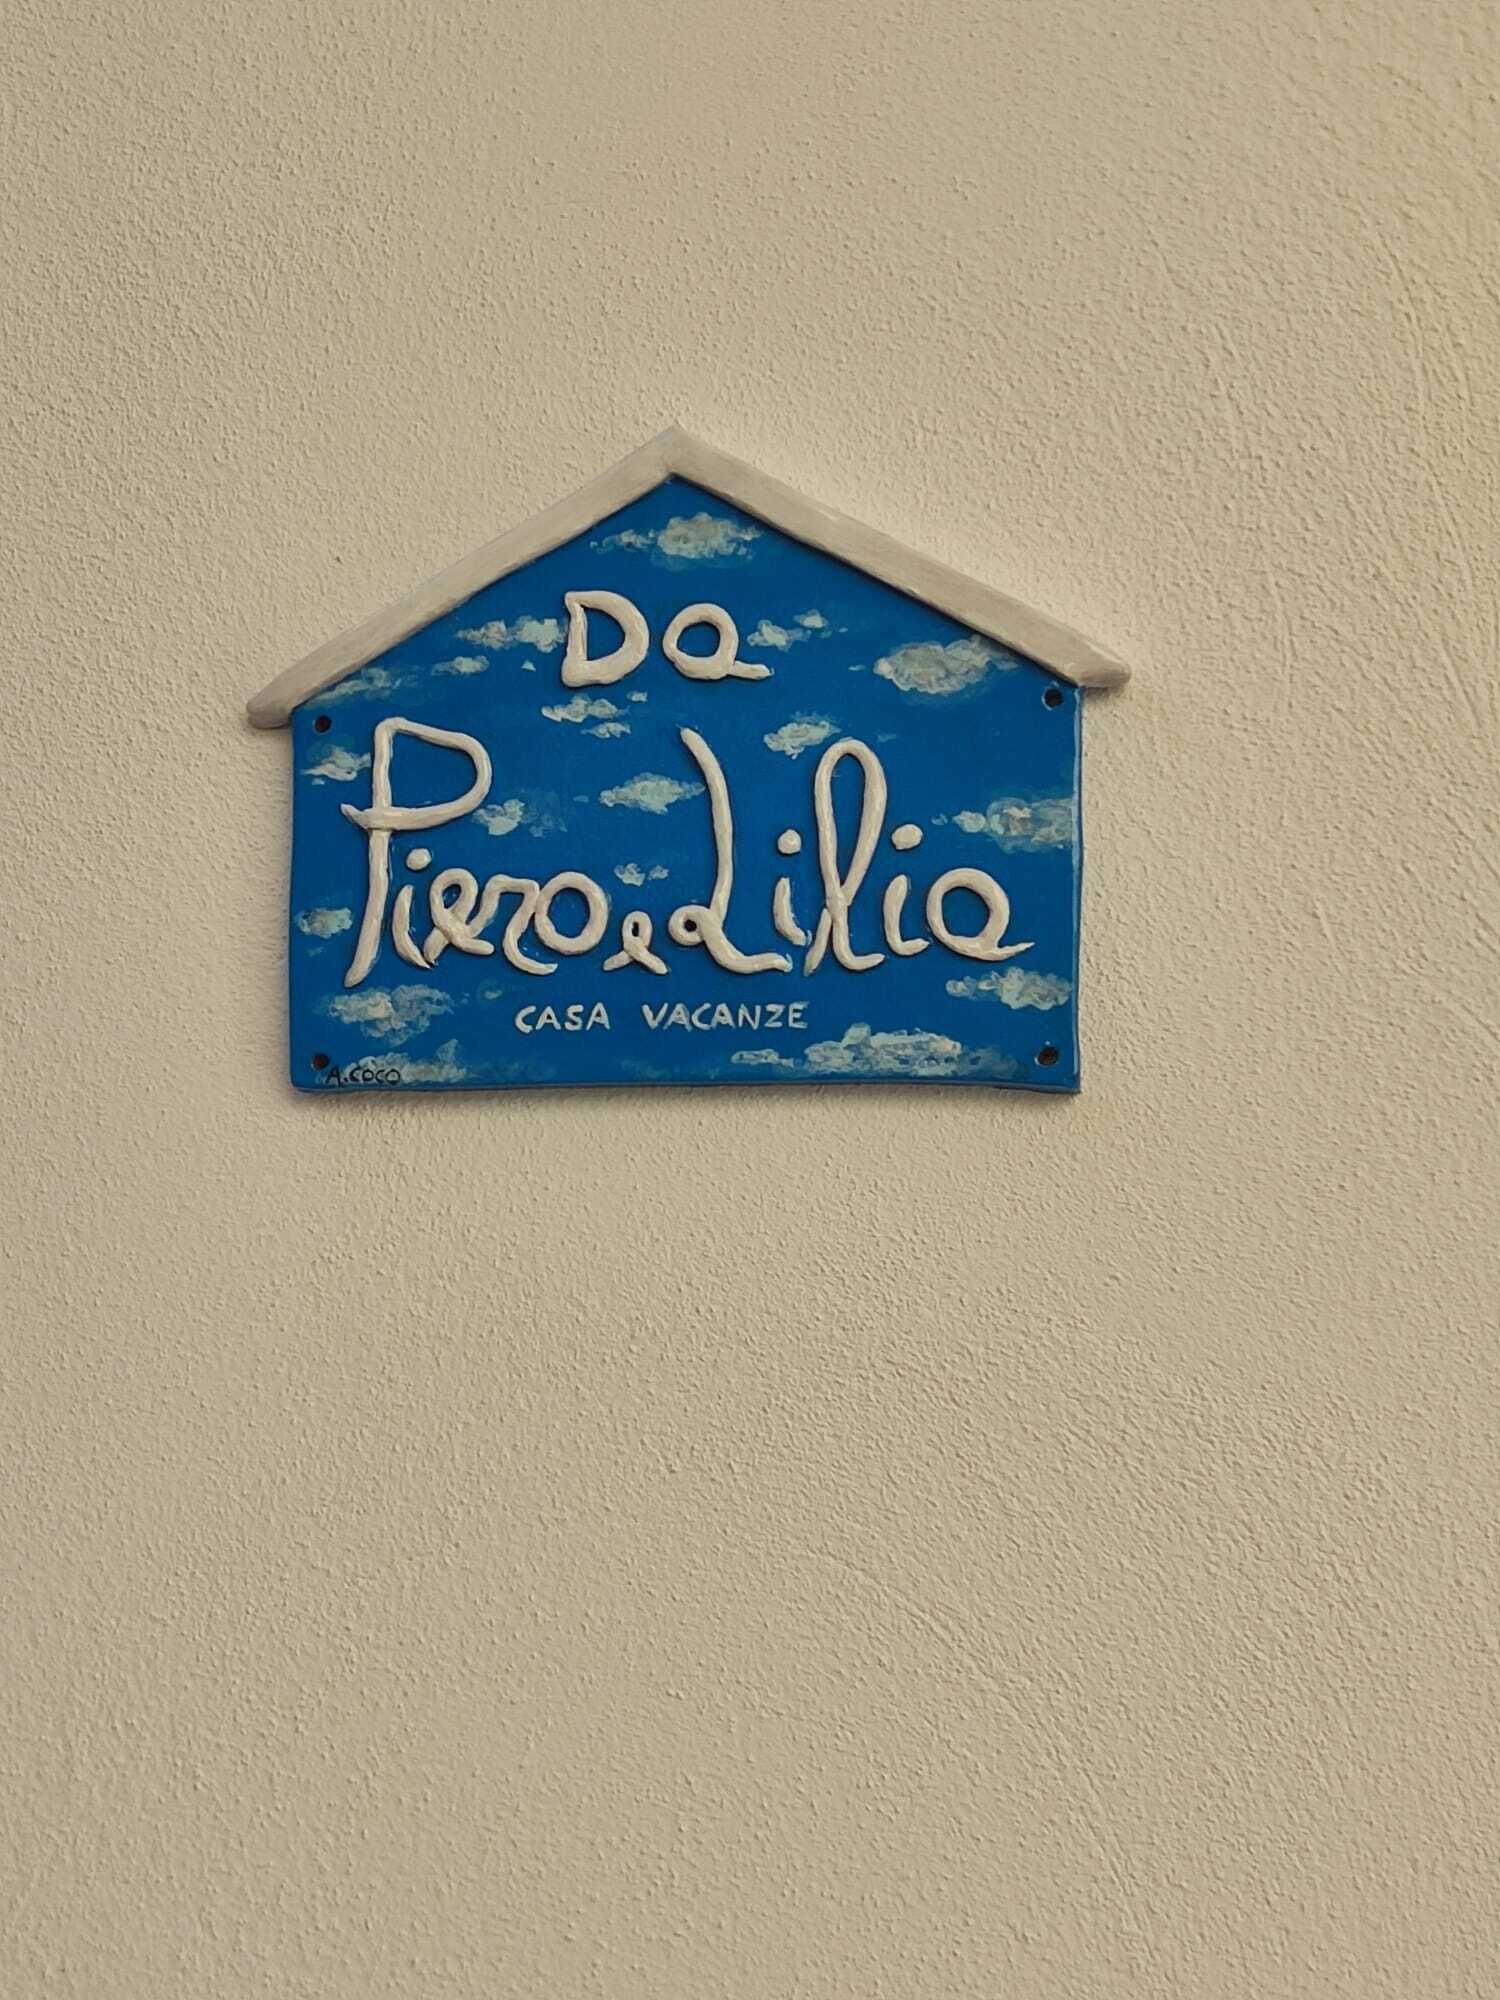 Da
Piero e Lilia
CASA VACANZE
A.COCO